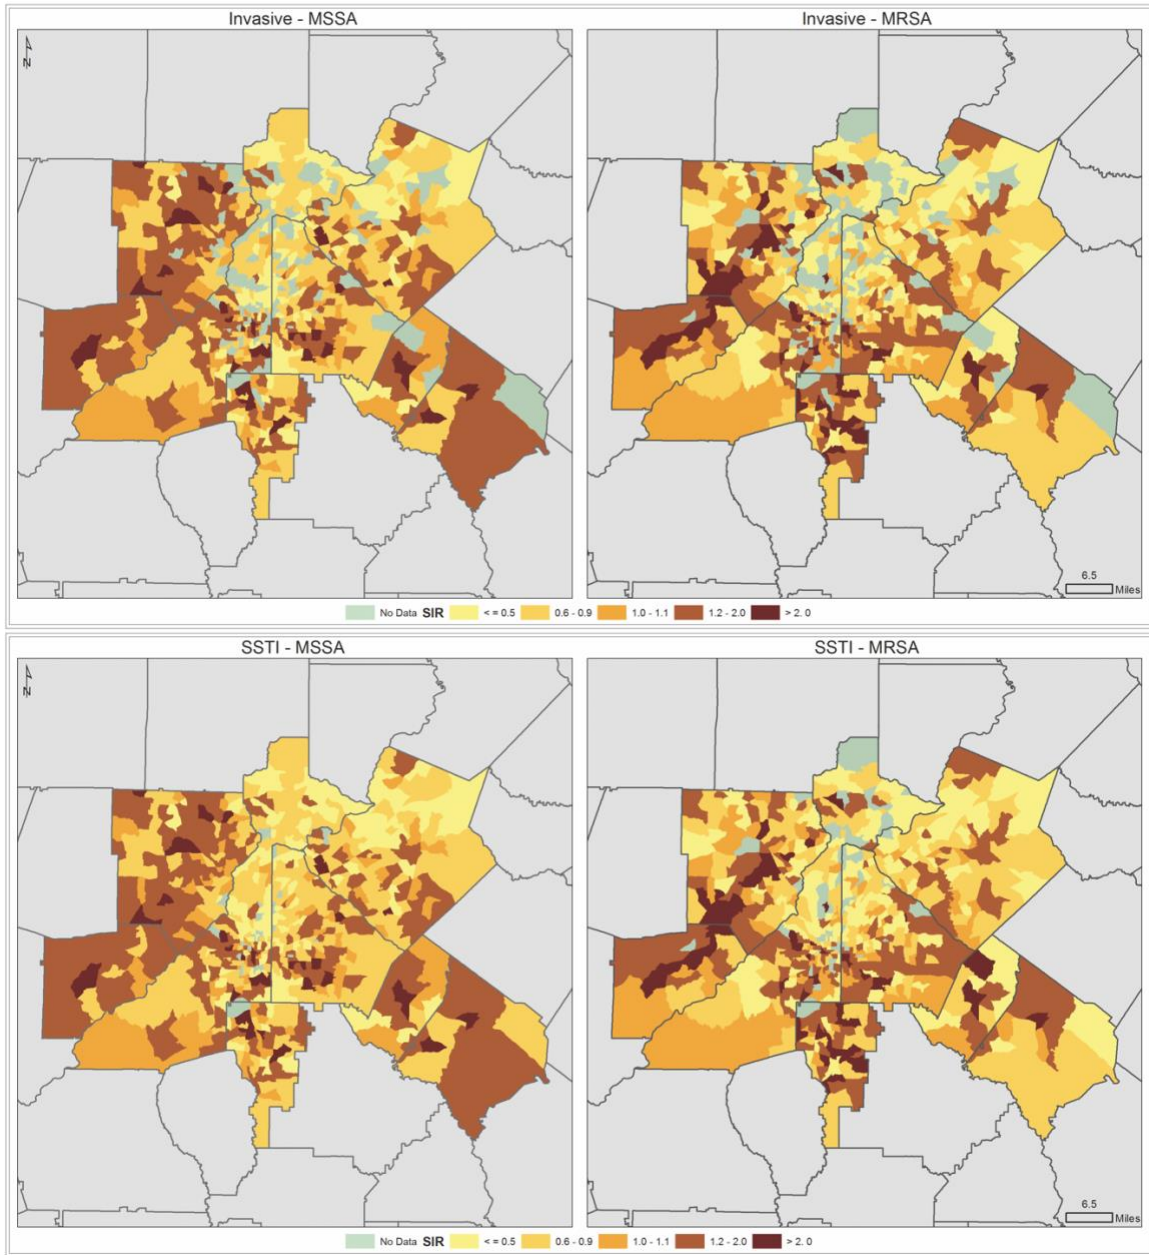 Invasive - MSSA
Invasive - MRSA
N
6.5
Miles
No Data SIR < = 0.5 0.6 - 0.9 1.0 - 1.1 1.2 - 2.0 > 2. 0
SSTI - MSSA
SSTI - MRSA
N
6.5
Miles
No Data SIR < = 0.5 0.6 - 0.9 1.0 - 1.1 1.2 - 2.0 > 2. 0